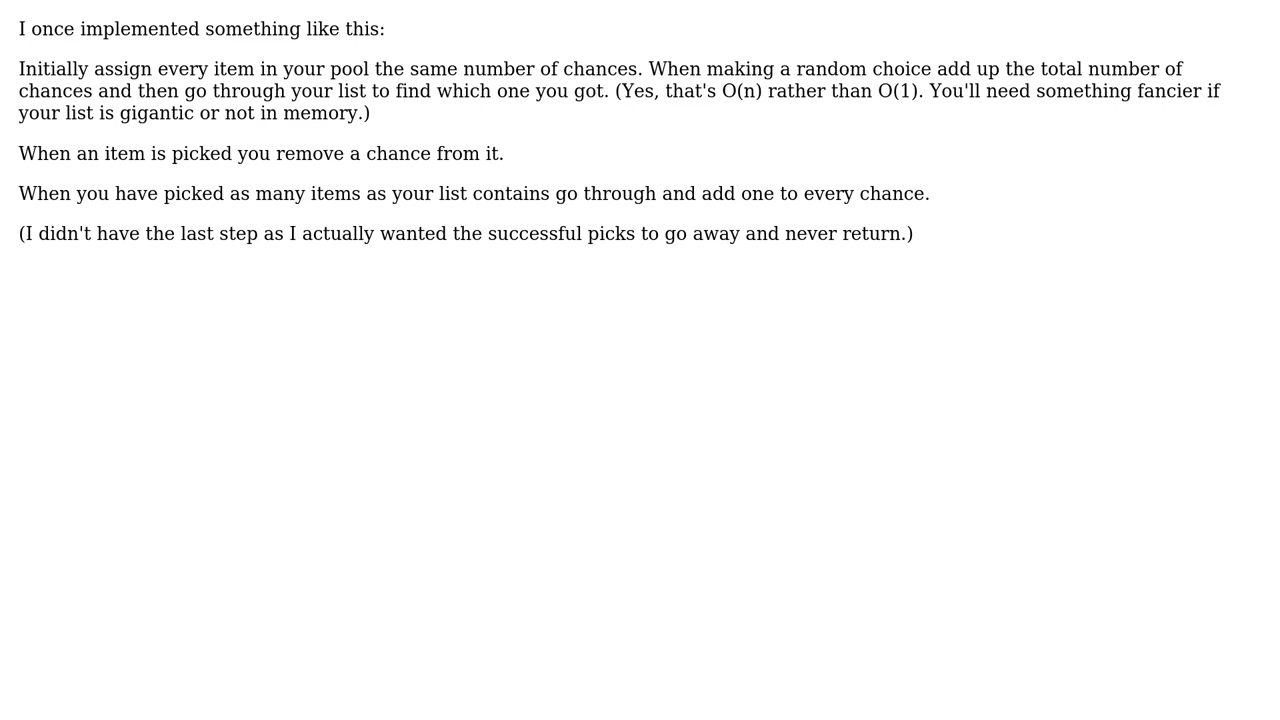 I once implemented something like this:
Initially assign every item in your pool the same number of chances. When making a random choice add up the total number of
chances and then go through your list to find which one you got. (Yes, that's O(n) rather than O(1). You'll need something fancier if
your list is gigantic or not in memory.)
When an item is picked you remove a chance from it.
When you have picked as many items as your list contains go through and add one to every chance.
(I didn't have the last step as I actually wanted the successful picks to go away and never return.)